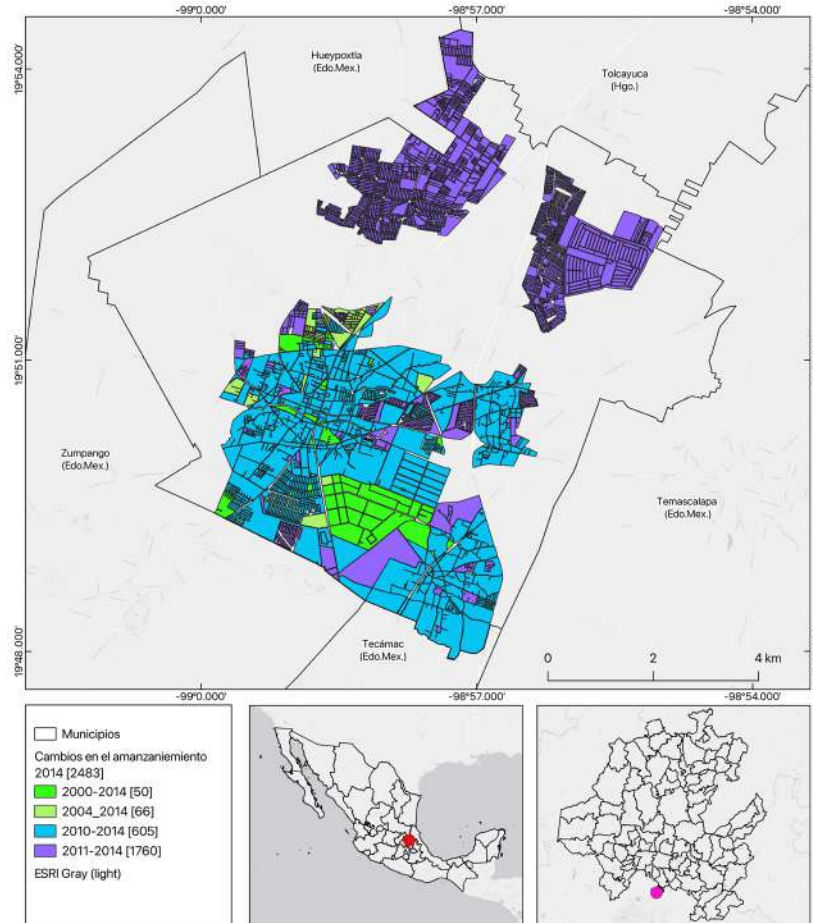 -99°0.000'
-98°57.000'
-98°54.000'
19°54.000'
Hueypoxtla
(Edo.Mex.)
Tolcayuca
(Hgo.)
19°51.000'
Zumpango
(Edo.Mex.)
Temascalapa
(Edo.Mex.)
19°48.000'
Tecámac
(Edo.Mex.)
0 2 4 km
-99°0.000'
-98°57.000'
-98°54.000'
Municipios
Cambios en el amanzaniemiento
2014 [2483]
2000-2014 [50]
2004_2014 [66]
2010-2014 [605]
2011-2014 [1760]
ESRI Gray (light)